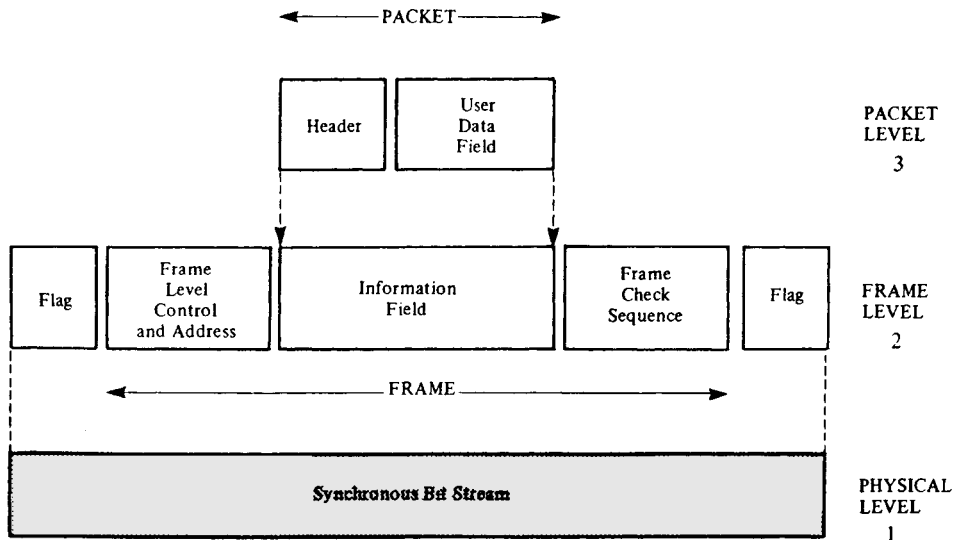 PACKET
Header
User
Data
Field
PACKET
LEVEL
3
Flag
Frame
Level
Control
and Address
Information
Field
Frame
Check
Sequence
Flag
FRAME
LEVEL
2
FRAME
Synchronous Bit Stream
PHYSICAL
LEVEL
1